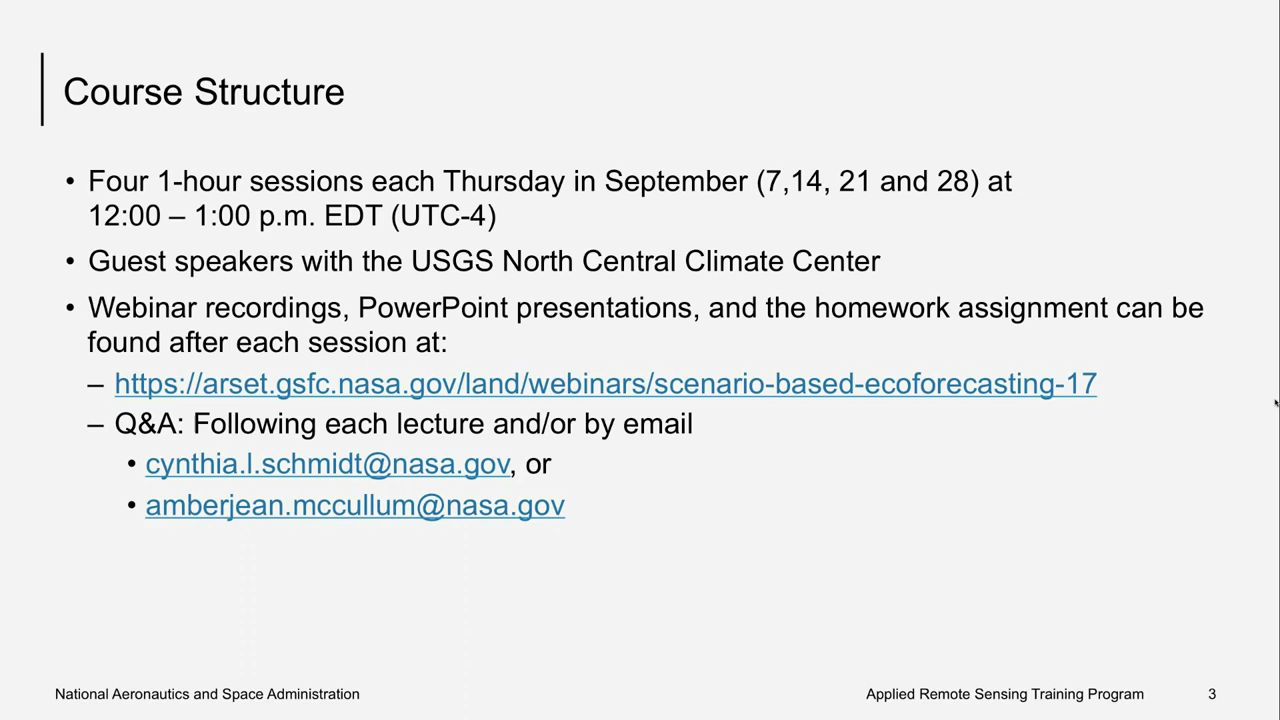 Course Structure
• Four 1-hour sessions each Thursday in September (7,14, 21 and 28) at
12:00 – 1:00 p.m. EDT (UTC-4)
• Guest speakers with the USGS North Central Climate Center
• Webinar recordings, PowerPoint presentations, and the homework assignment can be
found after each session at:
– https://arset.gsfc.nasa.gov/land/webinars/scenario-based-ecoforecasting-17
– Q&A: Following each lecture and/or by email
• cynthia.l.schmidt@nasa.gov, or
• amberjean.mccullum@nasa.gov
National Aeronautics and Space Administration
Applied Remote Sensing Training Program
3